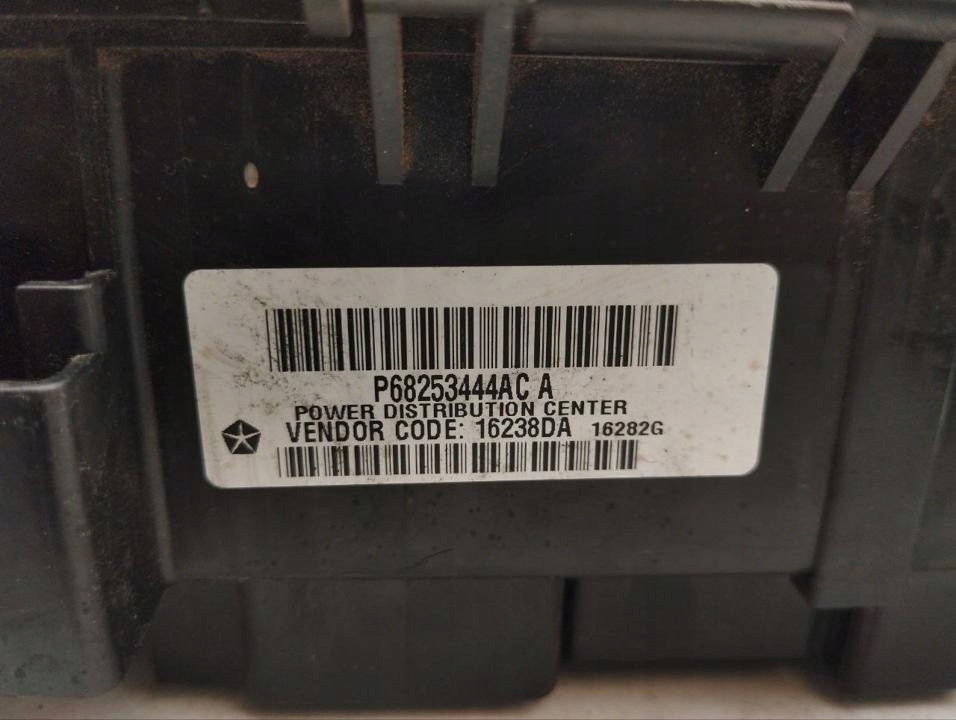 P68253444AC A
POWER DISTRIBUTION CENTER
VENDOR CODE: 16238DA 16282G